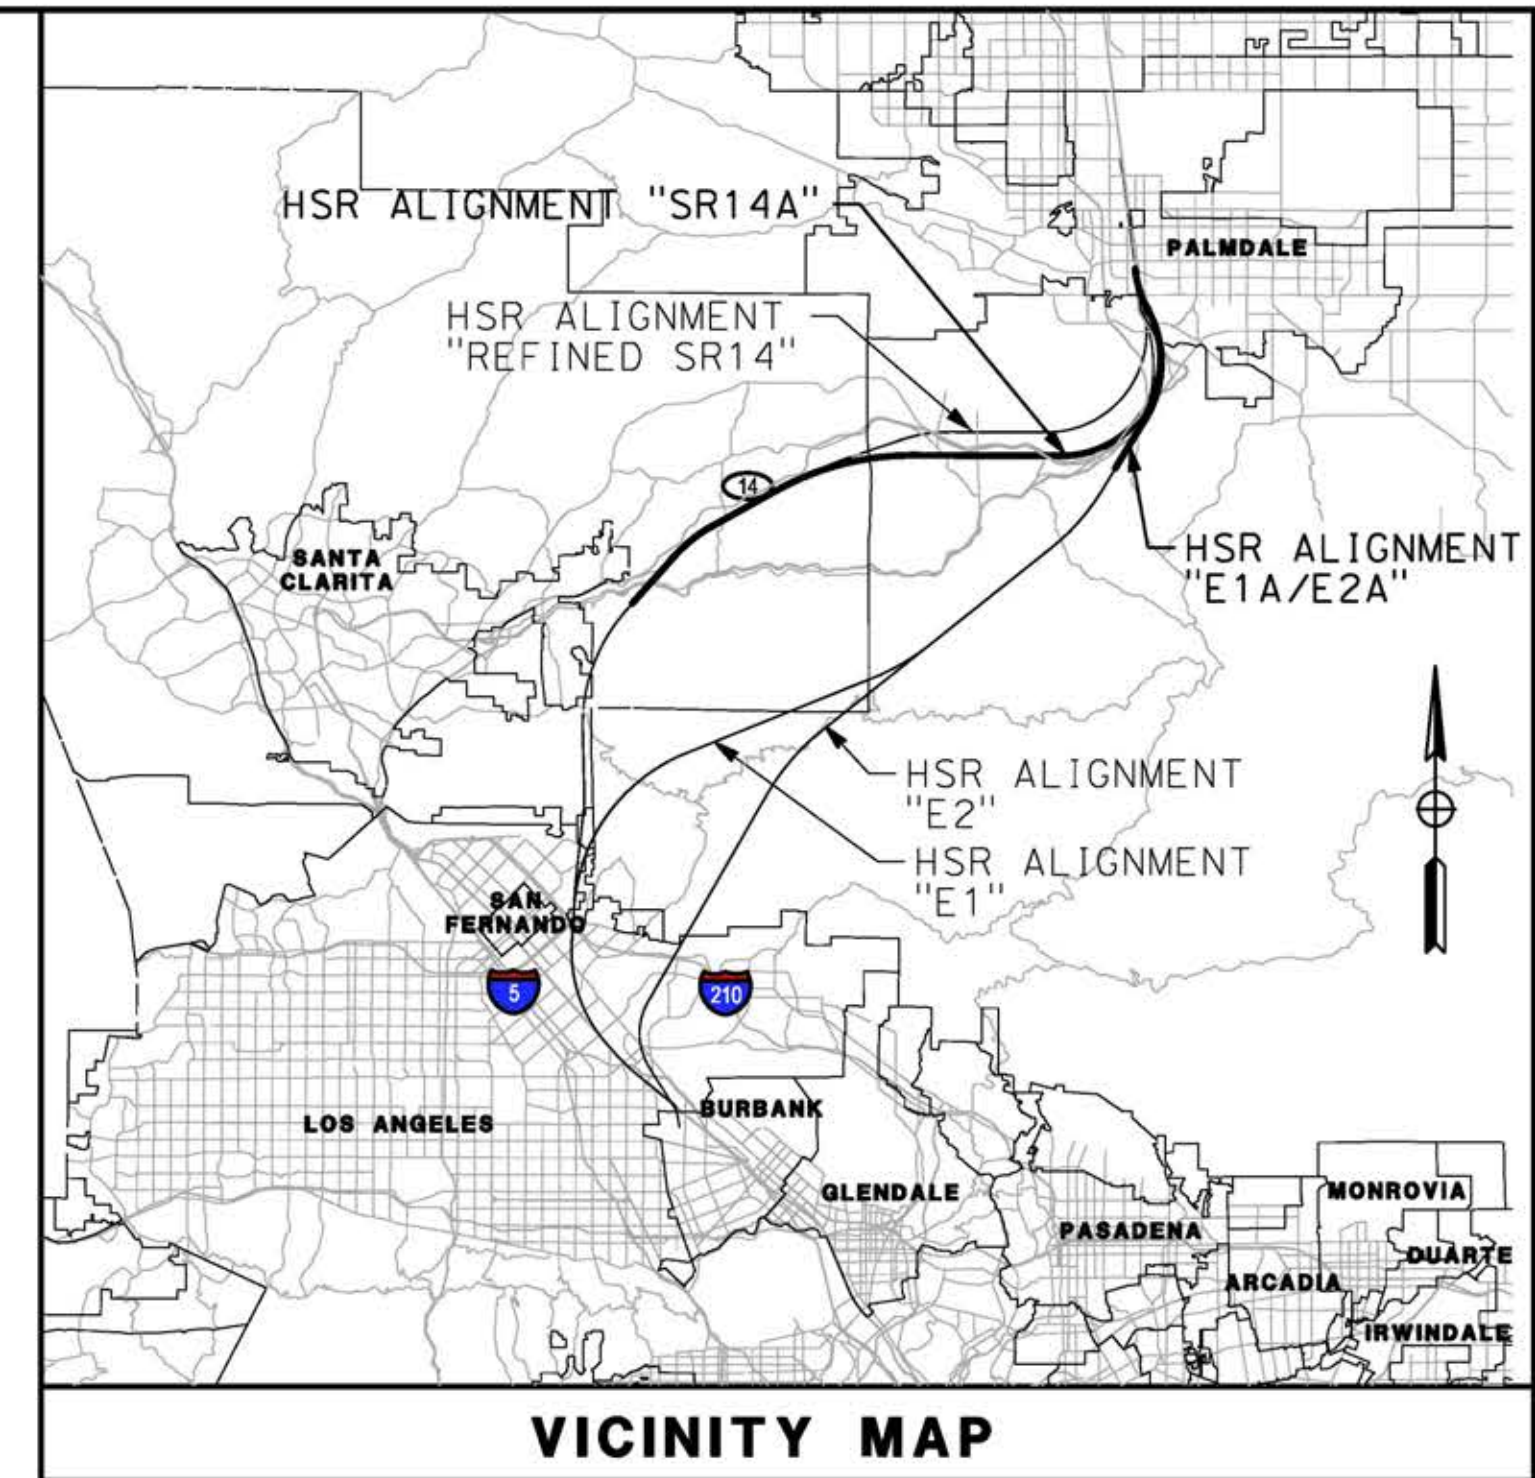 HSR ALIGNMENT "SR14A"
PALMDALE
HSR ALIGNMENT
"REFINED SR14"
14
HSR ALIGNMENT
"E1A/E2A"
SANTA
CLARITA
HSR ALIGNMENT
"E2"
HSR ALIGNMENT
"E1"
SAN
FERNANDO
5
210
BURBANK
LOS ANGELES
GLENDALE
MONROVIA
PASADENA
DUARTE
ARCADIA
IRWINDALE
VICINITY MAP